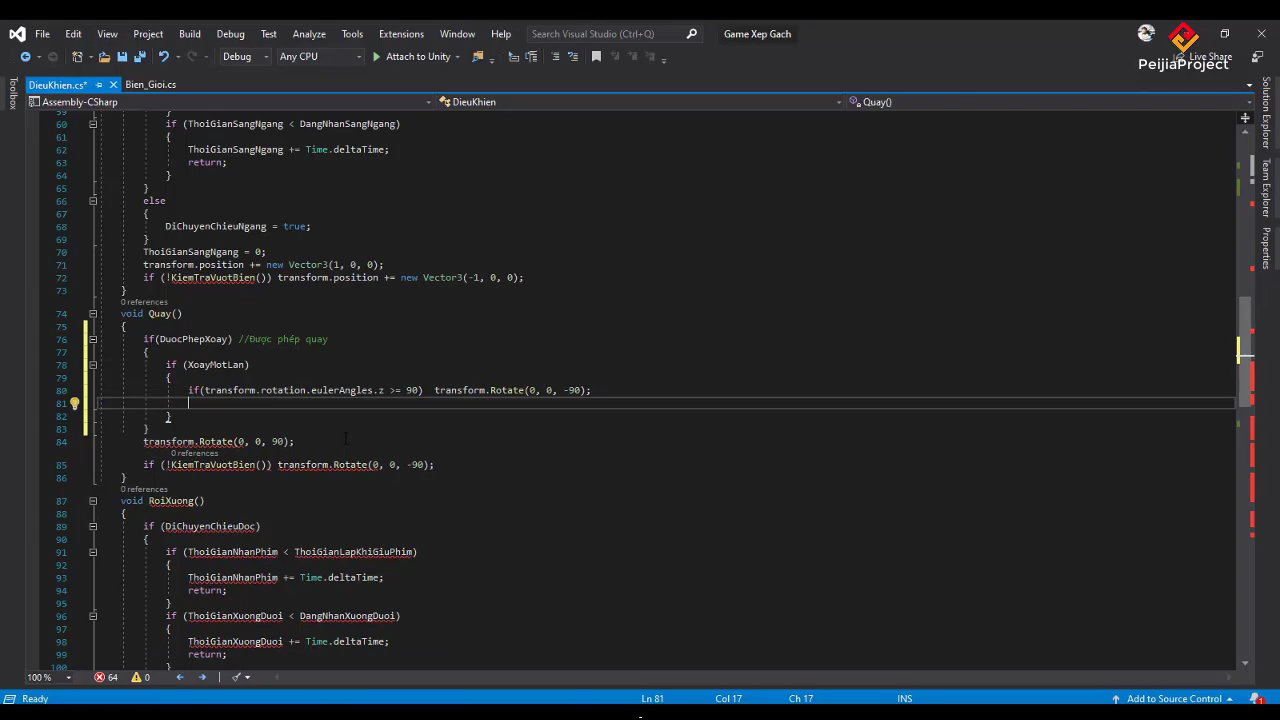 File Edit View Project Build Debug Test Analyze Tools Extensions Window Help Search Visual Studio (Ctrl+Q) Game Xep Gach
PeijiaProject
Debug Any CPU Attach to Unity Live Share
DieuKhien.cs* Bien_Gioi.cs
Assembly-CSharp DieuKhien Quay()
Toolbox
Solution Explorer
Team Explorer
Properties
59 }
60 if (ThoiGianSangNgang < DangNhanSangNgang)
61 {
62 ThoiGianSangNgang += Time.deltaTime;
63 return;
64 }
65 }
66 else
67 {
68 DiChuyenChieuNgang = true;
69 }
70 ThoiGianSangNgang = 0;
71 transform.position += new Vector3(1, 0, 0);
72 if (!KiemTraVuotBien()) transform.position += new Vector3(-1, 0, 0);
73 }
0 references
74 void Quay()
75 {
76 if(DuocPhepXoay) //Được phép quay
77 {
78 if (XoayMotLan)
79 {
80 if(transform.rotation.eulerAngles.z >= 90) transform.Rotate(0, 0, -90);
81
82 }
83 }
84 transform.Rotate(0, 0, 90);
0 references
85 if (!KiemTraVuotBien()) transform.Rotate(0, 0, -90);
86 }
0 references
87 void RoiXuong()
88 {
89 if (DiChuyenChieuDoc)
90 {
91 if (ThoiGianNhanPhim < ThoiGianLapKhiGiuPhim)
92 {
93 ThoiGianNhanPhim += Time.deltaTime;
94 return;
95 }
96 if (ThoiGianXuongDuoi < DangNhanXuongDuoi)
97 {
98 ThoiGianXuongDuoi += Time.deltaTime;
99 return;
100 }
100 % 64 0
Ready Ln 81 Col 17 Ch 17 INS Add to Source Control 1